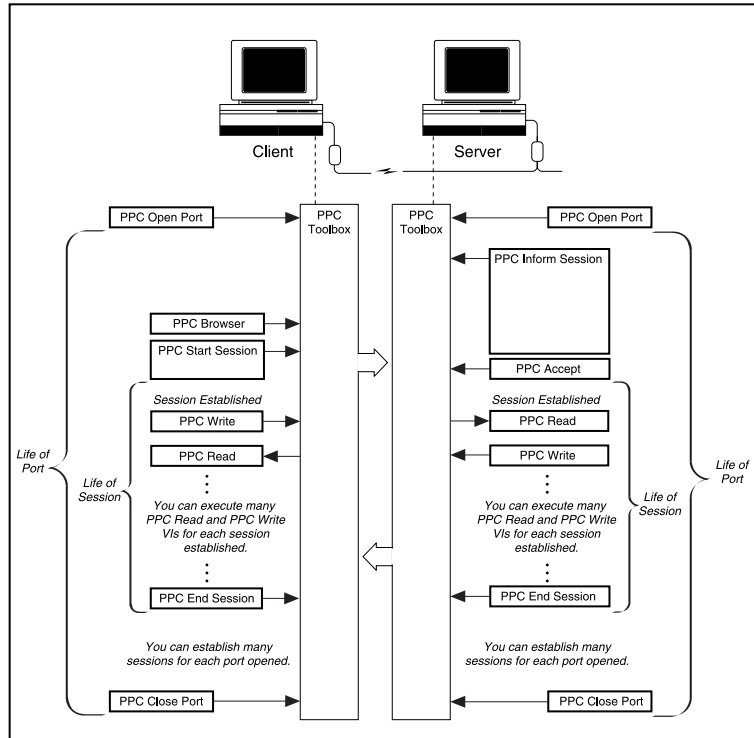 Client
Server
PPC Open Port
PPC
Toolbox
PPC
Toolbox
PPC Open Port
PPC Inform Session
PPC Browser
PPC Start Session
PPC Accept
Session Established
Session Established
PPC Write
PPC Read
Life of
Port
PPC Read
PPC Write
Life of
Port
Life of
Session
Life of
Session
You can execute many
PPC Read and PPC Write
VIs for each session
established.
You can execute many
PPC Read and PPC Write
VIs for each session
established.
PPC End Session
PPC End Session
You can establish many
sessions for each port opened.
You can establish many
sessions for each port opened.
PPC Close Port
PPC Close Port